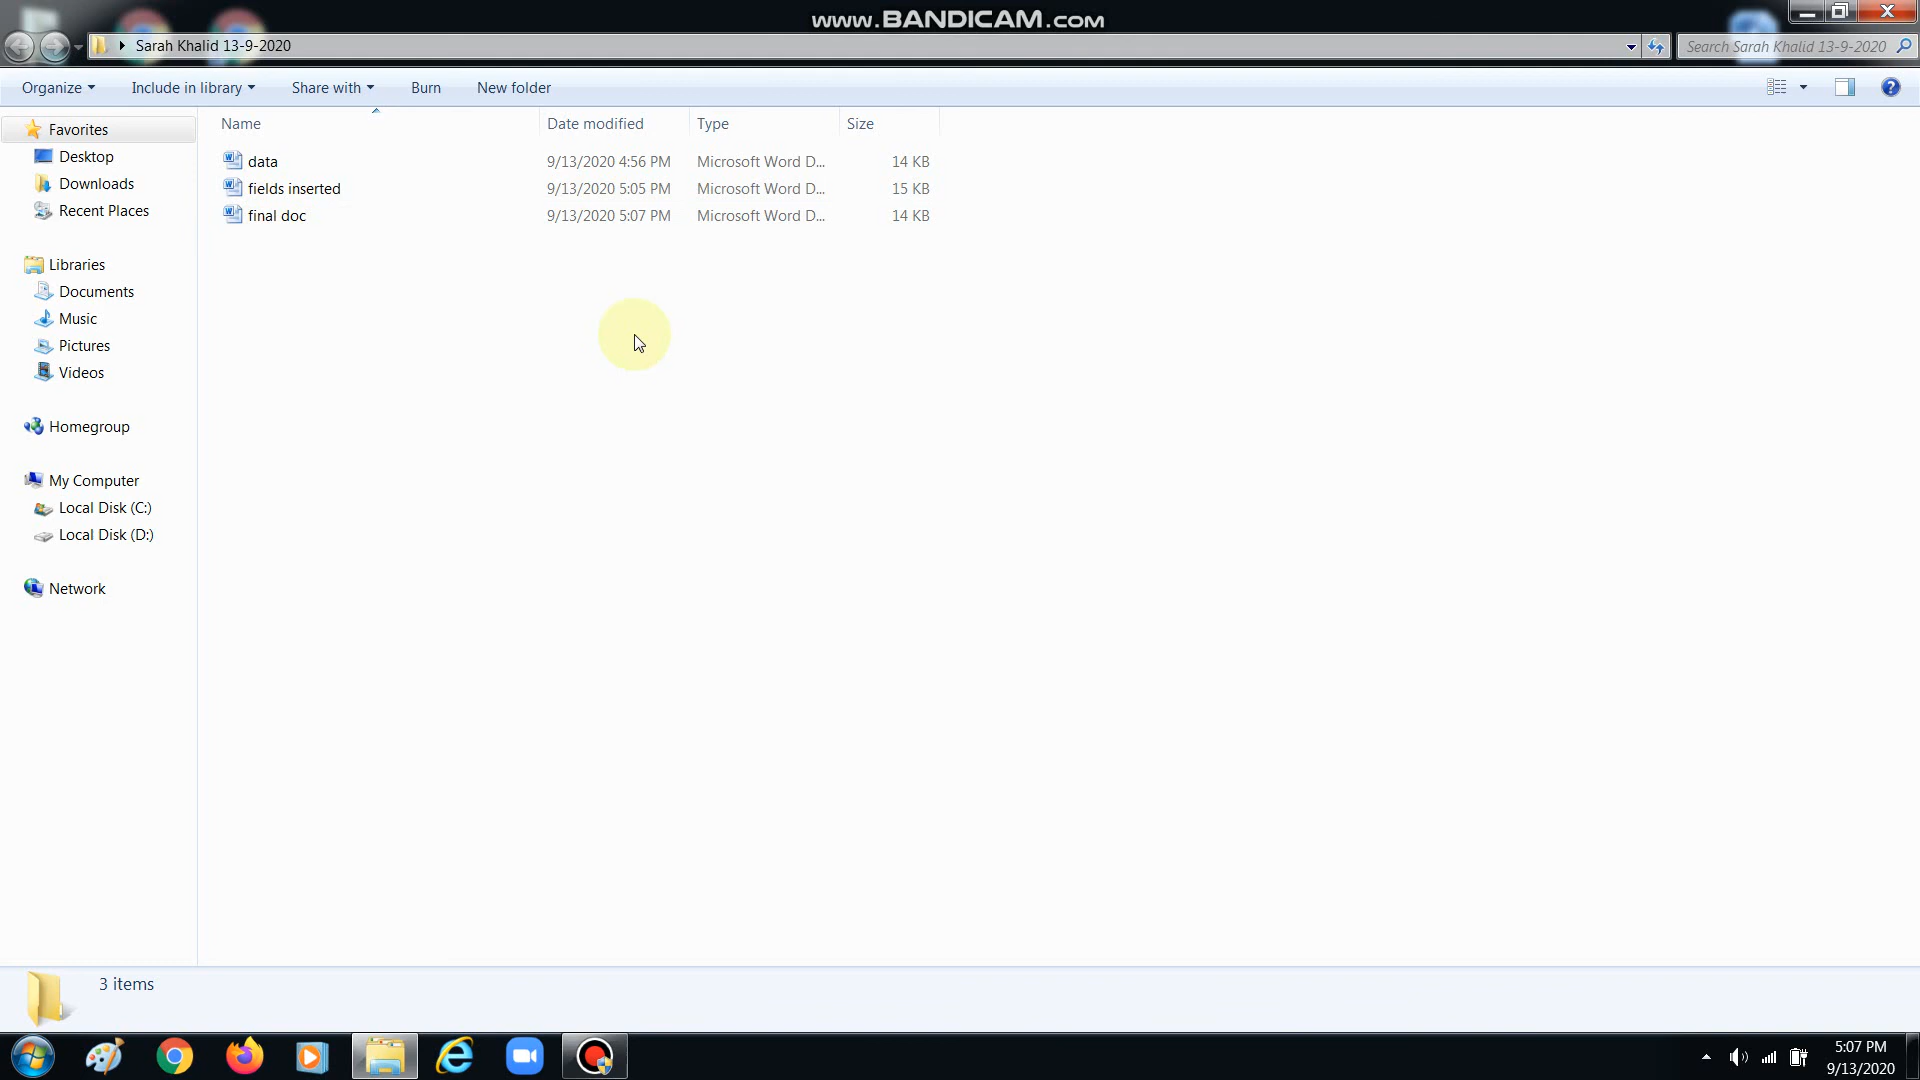 www.BANDICAM.com
Sarah Khalid 13-9-2020
Search Sarah Khalid 13-9-2020
Organize Include in library Share with Burn New folder
Name Date modified Type Size
data 9/13/2020 4:56 PM Microsoft Word D... 14 KB
fields inserted 9/13/2020 5:05 PM Microsoft Word D... 15 KB
final doc 9/13/2020 5:07 PM Microsoft Word D... 14 KB
Favorites
Desktop
Downloads
Recent Places
Libraries
Documents
Music
Pictures
Videos
Homegroup
My Computer
Local Disk (C:)
Local Disk (D:)
Network
3 items
5:07 PM
9/13/2020